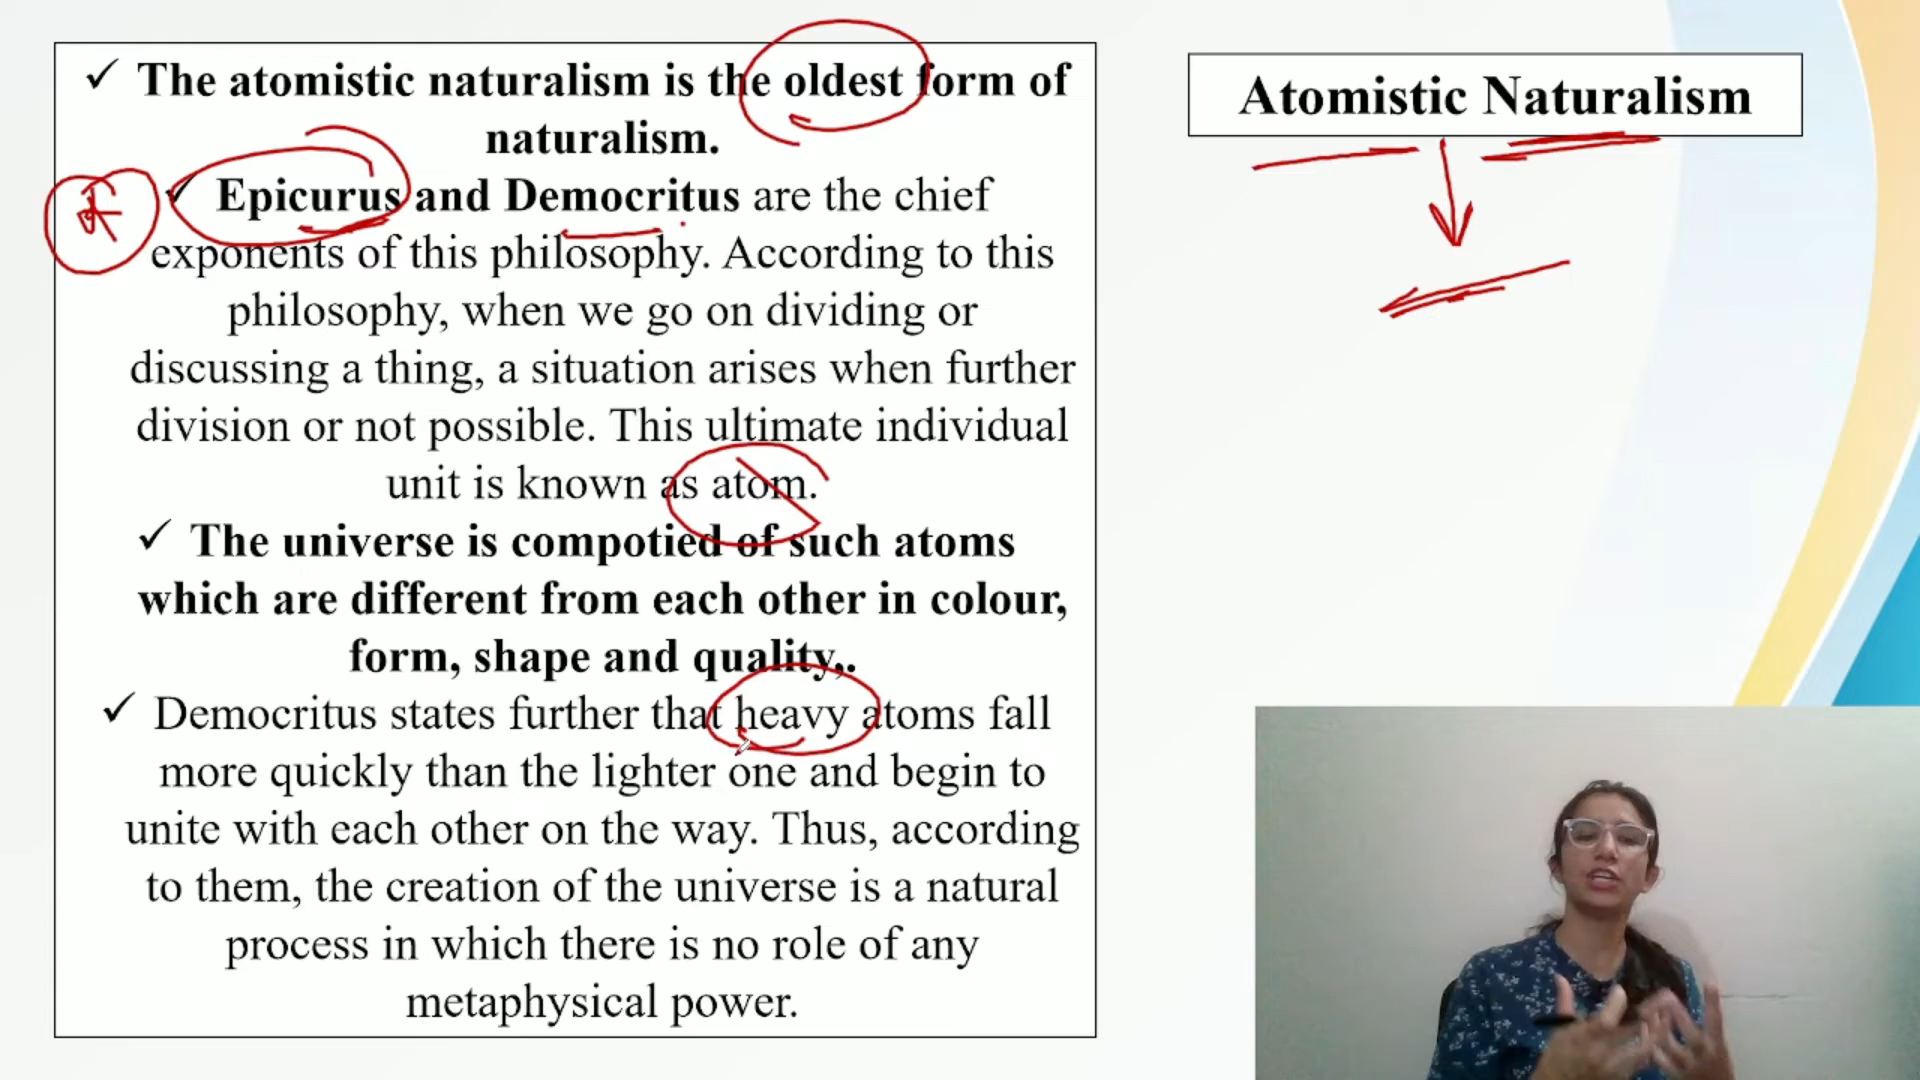 ✓ The atomistic naturalism is the oldest form of
naturalism.
✓ Epicurus and Democritus are the chief
exponents of this philosophy. According to this
philosophy, when we go on dividing or
discussing a thing, a situation arises when further
division or not possible. This ultimate individual
unit is known as atom.
✓ The universe is compotied of such atoms
which are different from each other in colour,
form, shape and quality,.
✓ Democritus states further that heavy atoms fall
more quickly than the lighter one and begin to
unite with each other on the way. Thus, according
to them, the creation of the universe is a natural
process in which there is no role of any
metaphysical power.
Atomistic Naturalism